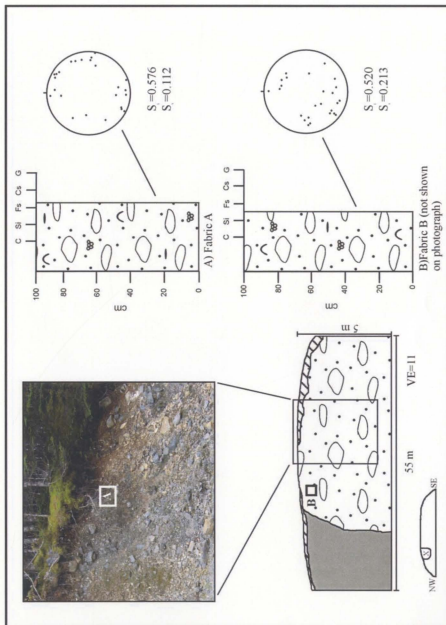 A
100
80
60
40
20
0
cm
C Si Fs Cs G
A) Fabric A
S₁=0.576
S₃=0.112
100
80
60
40
20
0
cm
C Si Fs Cs G
B)Fabric B (not shown
on photograph)
S₁=0.520
S₃=0.213
B
5 m
55 m
VE=11
NW
SE